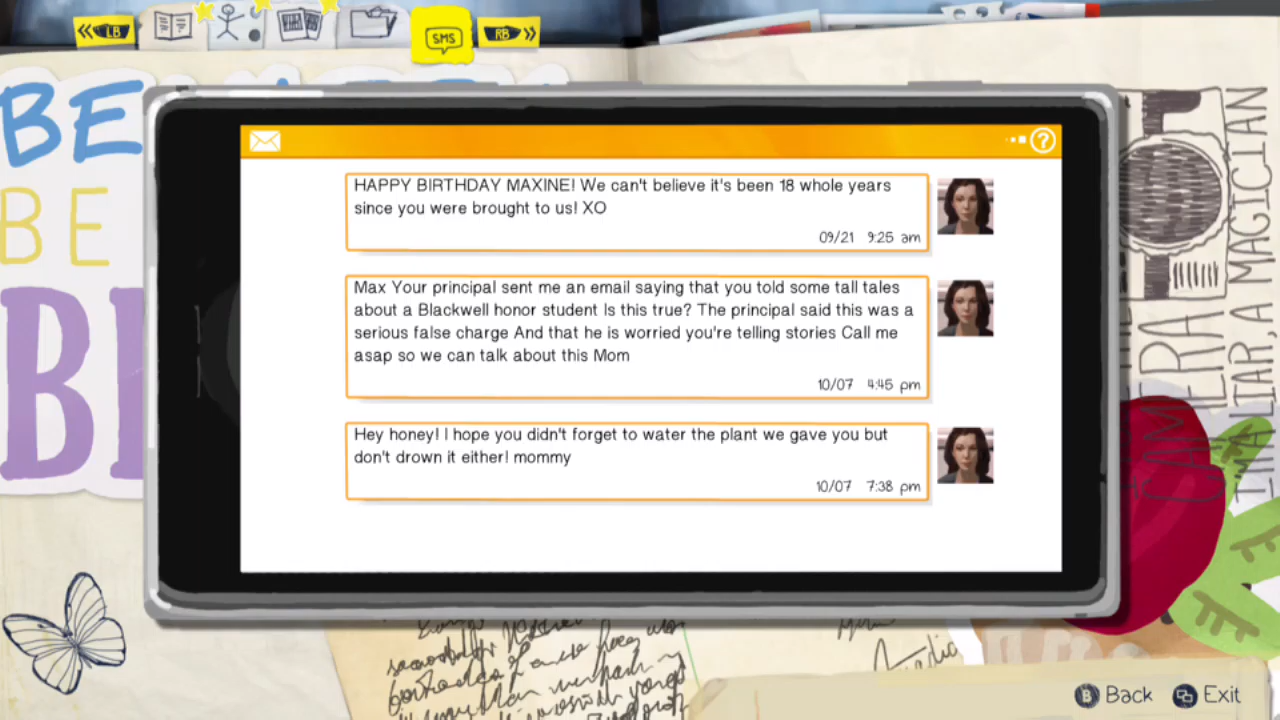 LB
SMS
RB
BE
BE
HAPPY BIRTHDAY MAXINE! We can't believe it's been 18 whole years
since you were brought to us! XO
09/21 9:25 am
Max Your principal sent me an email saying that you told some tall tales
about a Blackwell honor student Is this true? The principal said this was a
serious false charge And that he is worried you're telling stories Call me
asap so we can talk about this Mom
10/07 4:45 pm
Hey honey! I hope you didn't forget to water the plant we gave you but
don't drown it either! mommy
10/07 7:38 pm
CAMERA
I'M A LIAR, A MAGICIAN
B Back
Exit